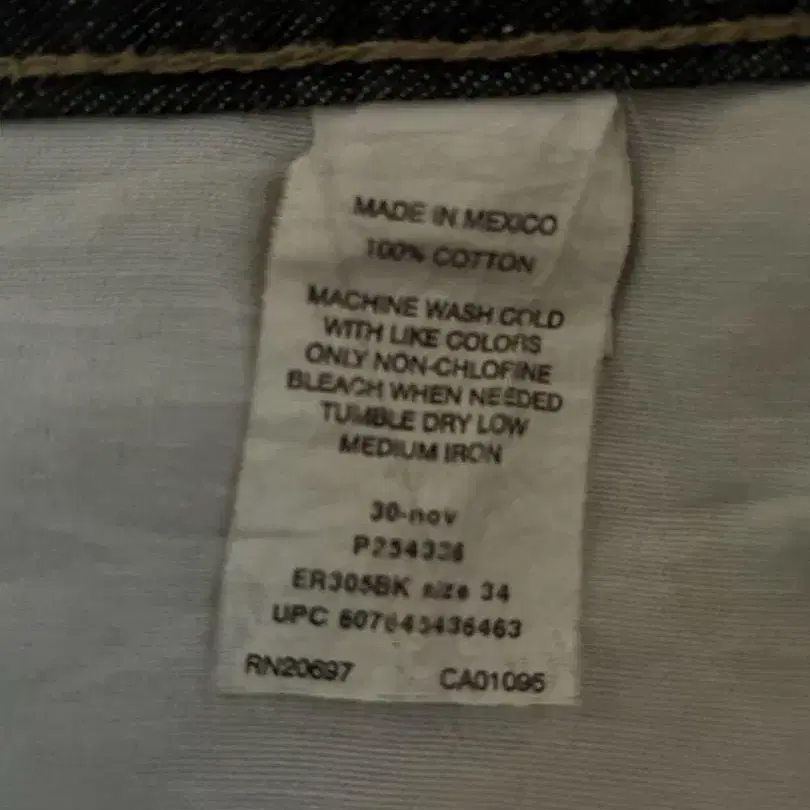 MADE IN MEXICO
100% COTTON
MACHINE WASH COLD
WITH LIKE COLORS
ONLY NON-CHLORINE
BLEACH WHEN NEEDED
TUMBLE DRY LOW
MEDIUM IRON
30-nov
ER305BK size 34
UPC
RN20697 CA01095